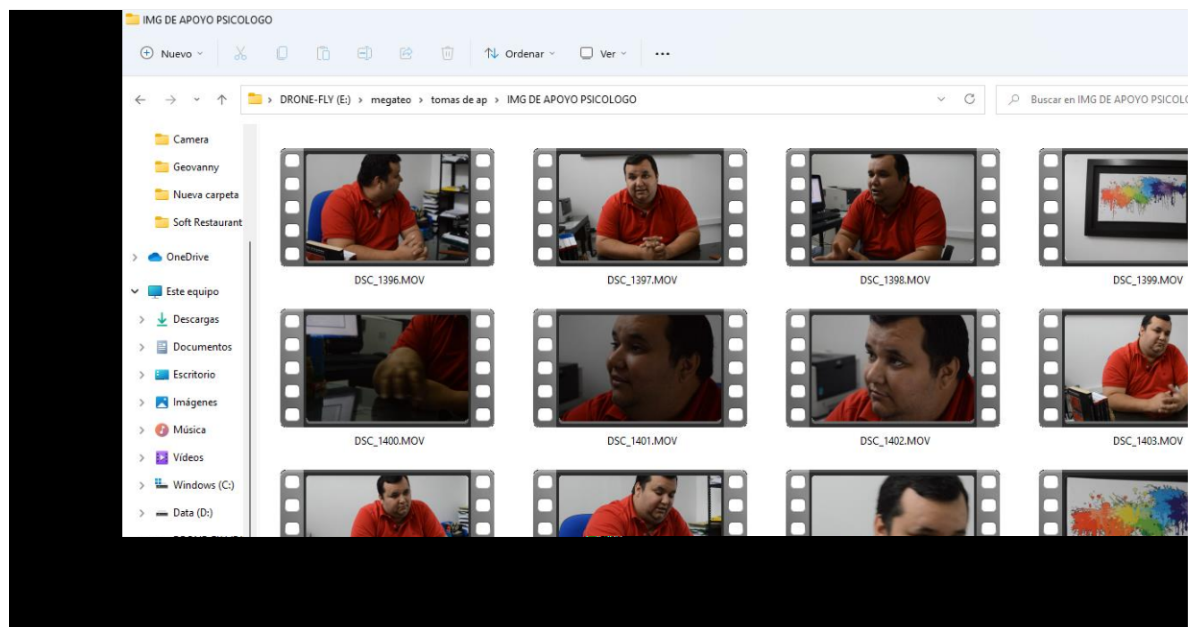 IMG DE APOYO PSICOLOGO
Nuevo
Ordenar
Ver
DRONE-FLY (E:) > megateo > tomas de ap > IMG DE APOYO PSICOLOGO
Buscar en IMG DE APOYO PSICOLO
Camera
Geovanny
Nueva carpeta
Soft Restaurant
OneDrive
Este equipo
Descargas
Documentos
Escritorio
Imágenes
Música
Vídeos
Windows (C:)
Data (D:)
DSC_1396.MOV
DSC_1397.MOV
DSC_1398.MOV
DSC_1399.MOV
DSC_1400.MOV
DSC_1401.MOV
DSC_1402.MOV
DSC_1403.MOV